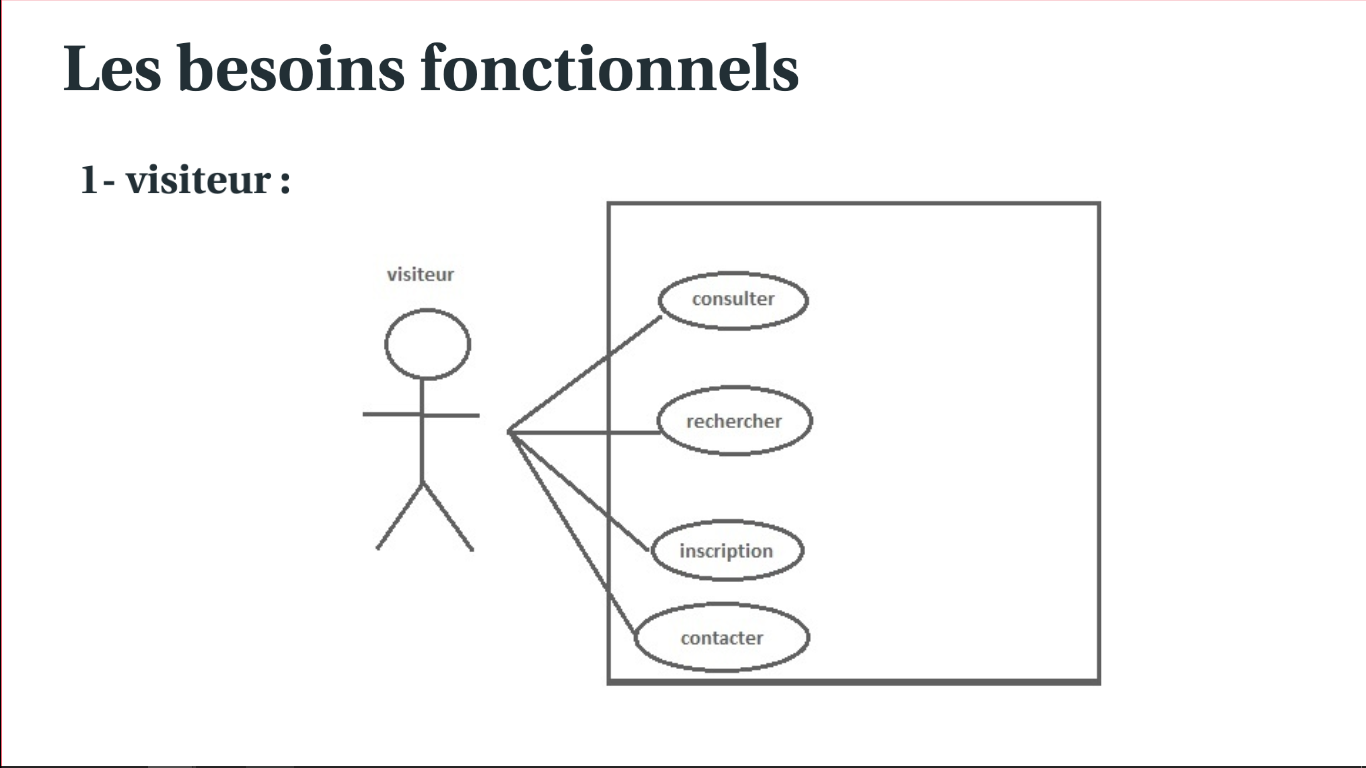 Les besoins fonctionnels
1- visiteur :
visiteur
consulter
rechercher
inscription
contacter